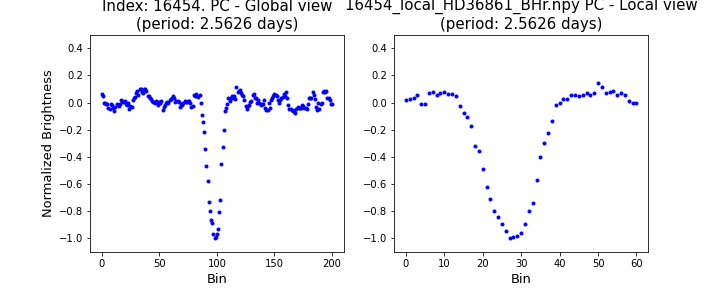 Index: 16454. PC - Global view
(period: 2.5626 days)
16454_local_HD36861_BHr.npy PC - Local view
(period: 2.5626 days)
Normalized Brightness
0.4
0.2
0.0
−0.2
−0.4
−0.6
−0.8
−1.0
0 50 100 150 200
Bin
0.4
0.2
0.0
−0.2
−0.4
−0.6
−0.8
−1.0
0 10 20 30 40 50 60
Bin